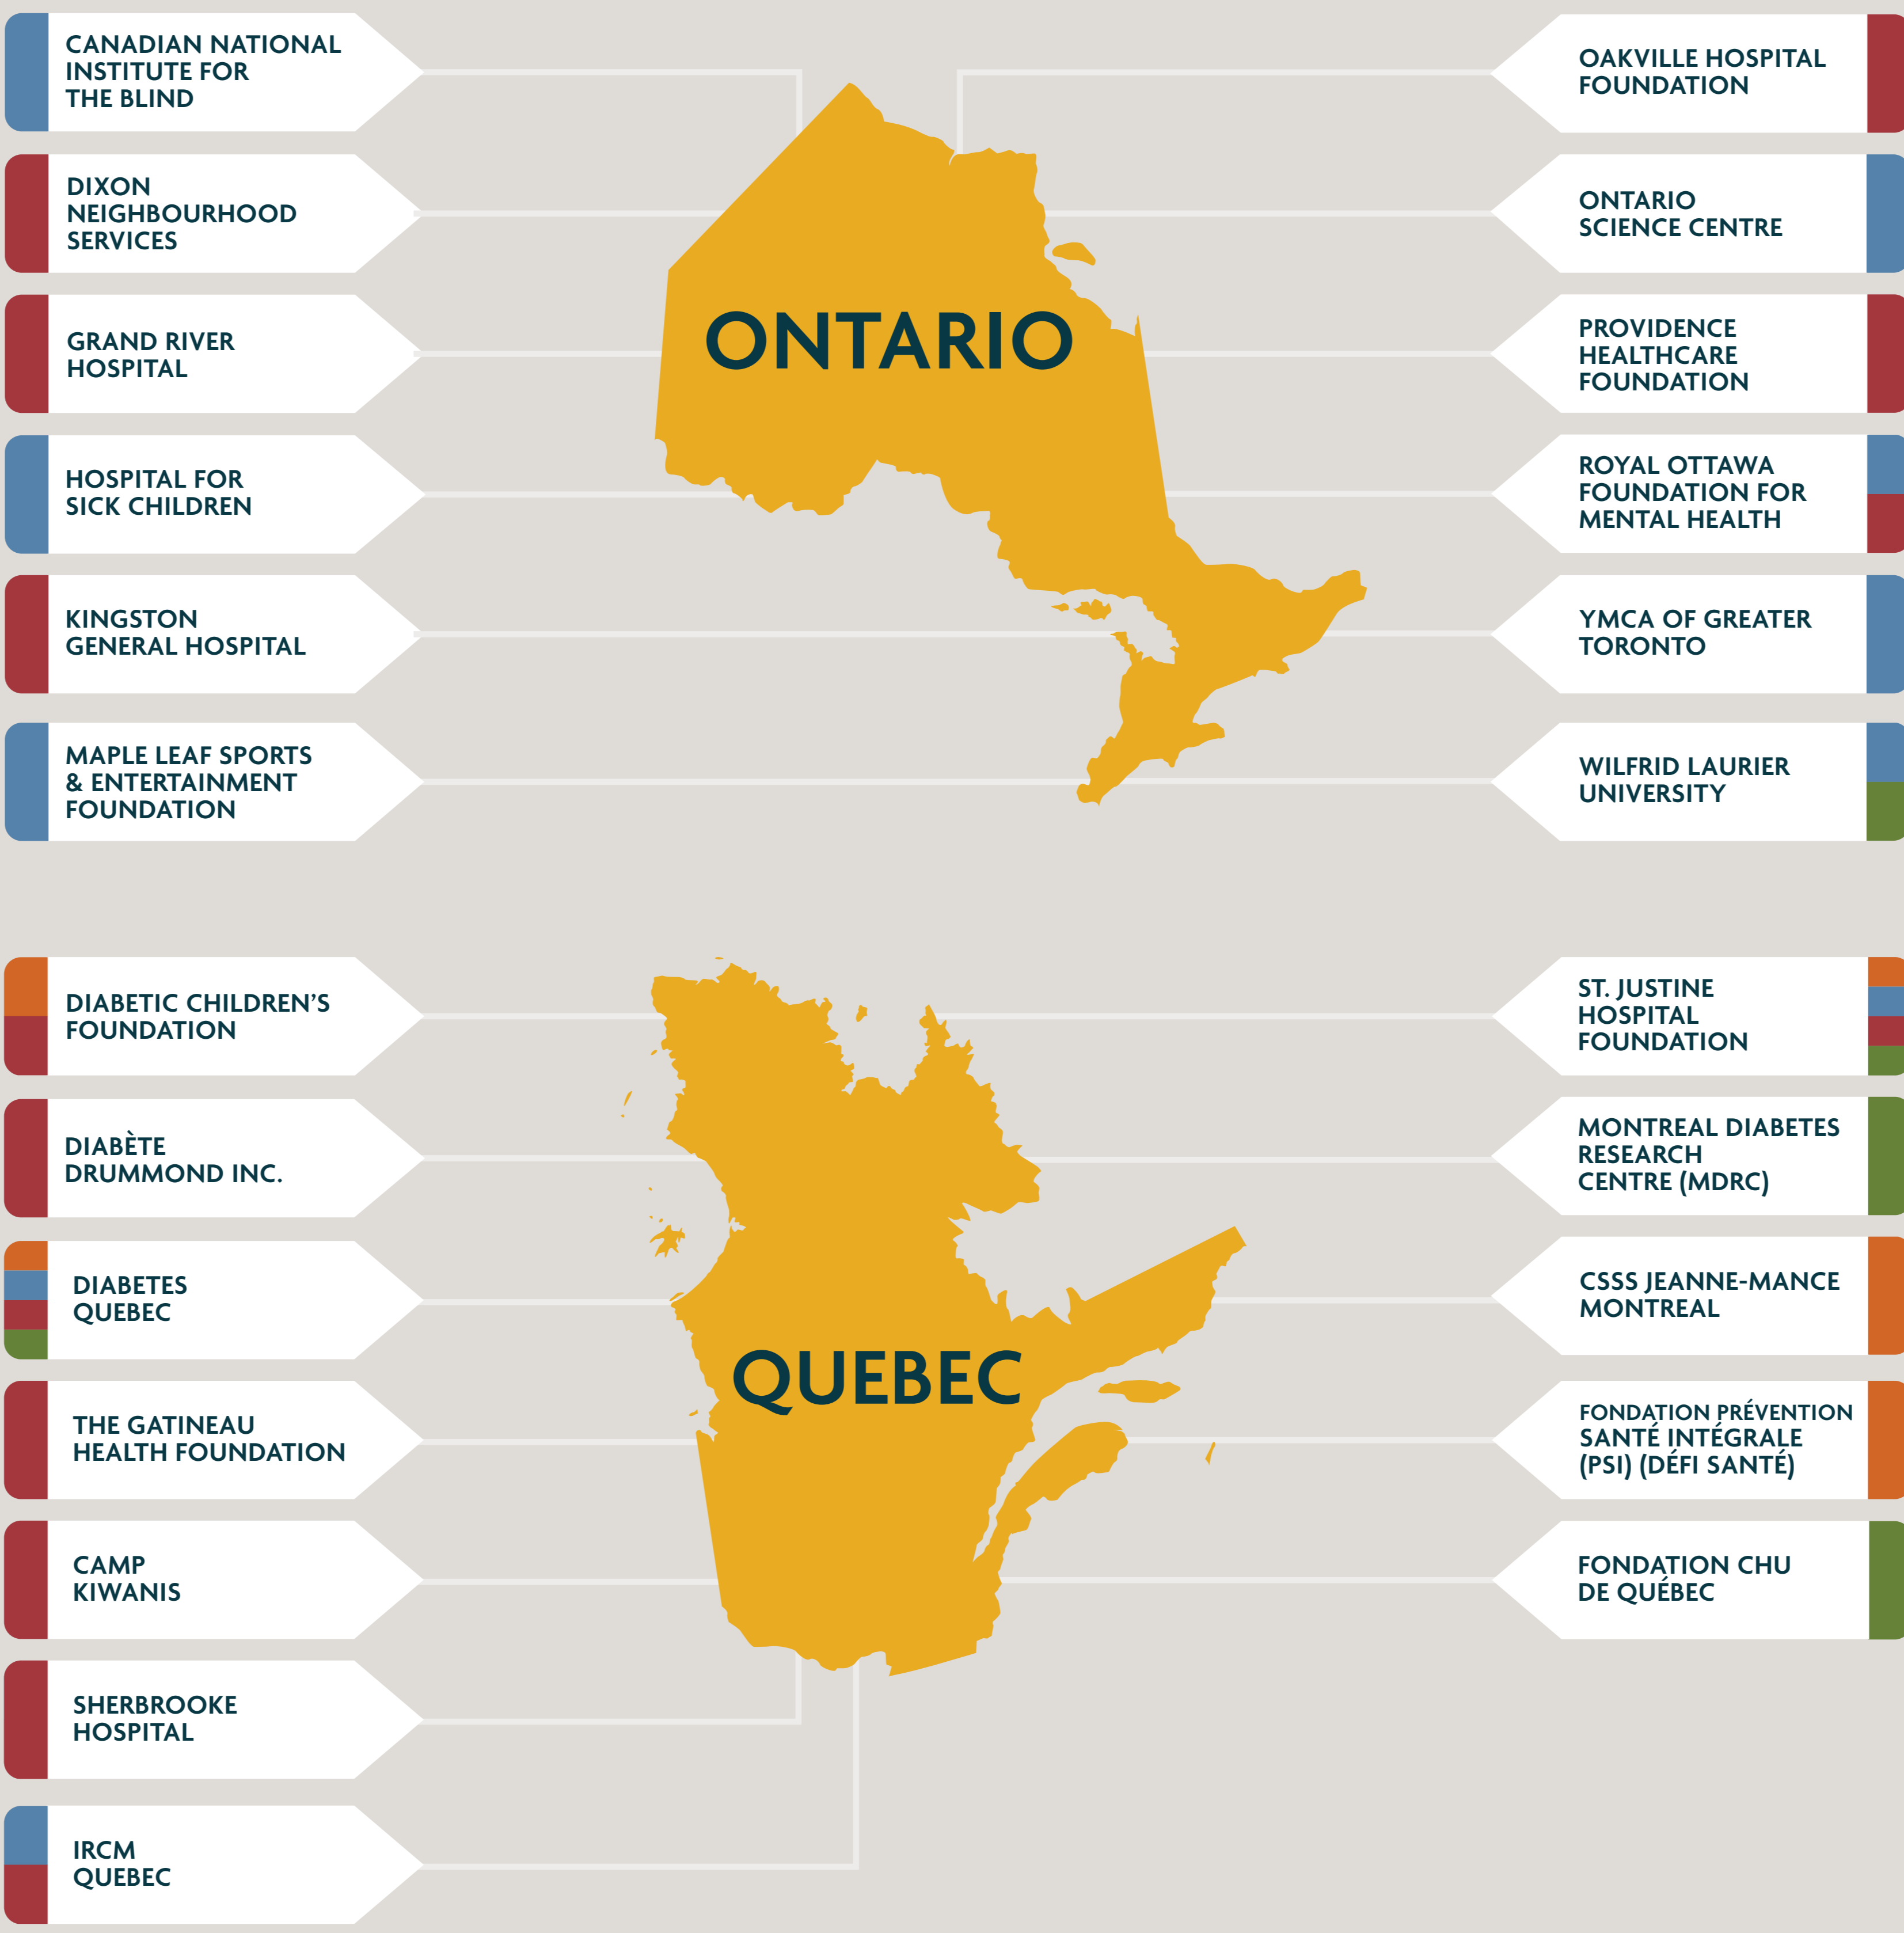 CANADIAN NATIONAL
INSTITUTE FOR
THE BLIND
DIXON
NEIGHBOURHOOD
SERVICES
GRAND RIVER
HOSPITAL
HOSPITAL FOR
SICK CHILDREN
KINGSTON
GENERAL HOSPITAL
MAPLE LEAF SPORTS
& ENTERTAINMENT
FOUNDATION
ONTARIO
OAKVILLE HOSPITAL
FOUNDATION
ONTARIO
SCIENCE CENTRE
PROVIDENCE
HEALTHCARE
FOUNDATION
ROYAL OTTAWA
FOUNDATION FOR
MENTAL HEALTH
YMCA OF GREATER
TORONTO
WILFRID LAURIER
UNIVERSITY
DIABETIC CHILDREN'S
FOUNDATION
DIABÈTE
DRUMMOND INC.
DIABETES
QUEBEC
THE GATINEAU
HEALTH FOUNDATION
CAMP
KIWANIS
SHERBROOKE
HOSPITAL
IRCM
QUEBEC
QUEBEC
ST. JUSTINE
HOSPITAL
FOUNDATION
MONTREAL DIABETES
RESEARCH
CENTRE (MDRC)
CSSS JEANNE-MANCE
MONTREAL
FONDATION PRÉVENTION
SANTÉ INTÉGRALE
(PSI) (DÉFI SANTÉ)
FONDATION CHU
DE QUÉBEC